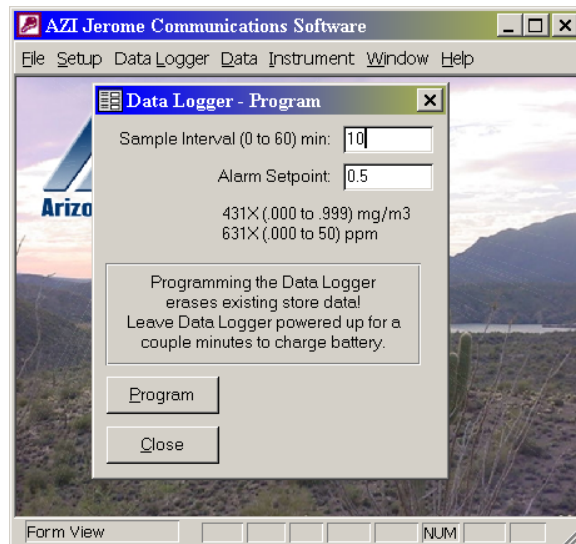 AZI Jerome Communications Software
File Setup Data Logger Data Instrument Window Help
Data Logger - Program
Sample Interval (0 to 60) min: 10
Alarm Setpoint: 0.5
431X (.000 to .999) mg/m3
631X (.000 to 50) ppm
Arizo
Programming the Data Logger
erases existing store data!
Leave Data Logger powered up for a
couple minutes to charge battery.
Program
Close
Form View NUM